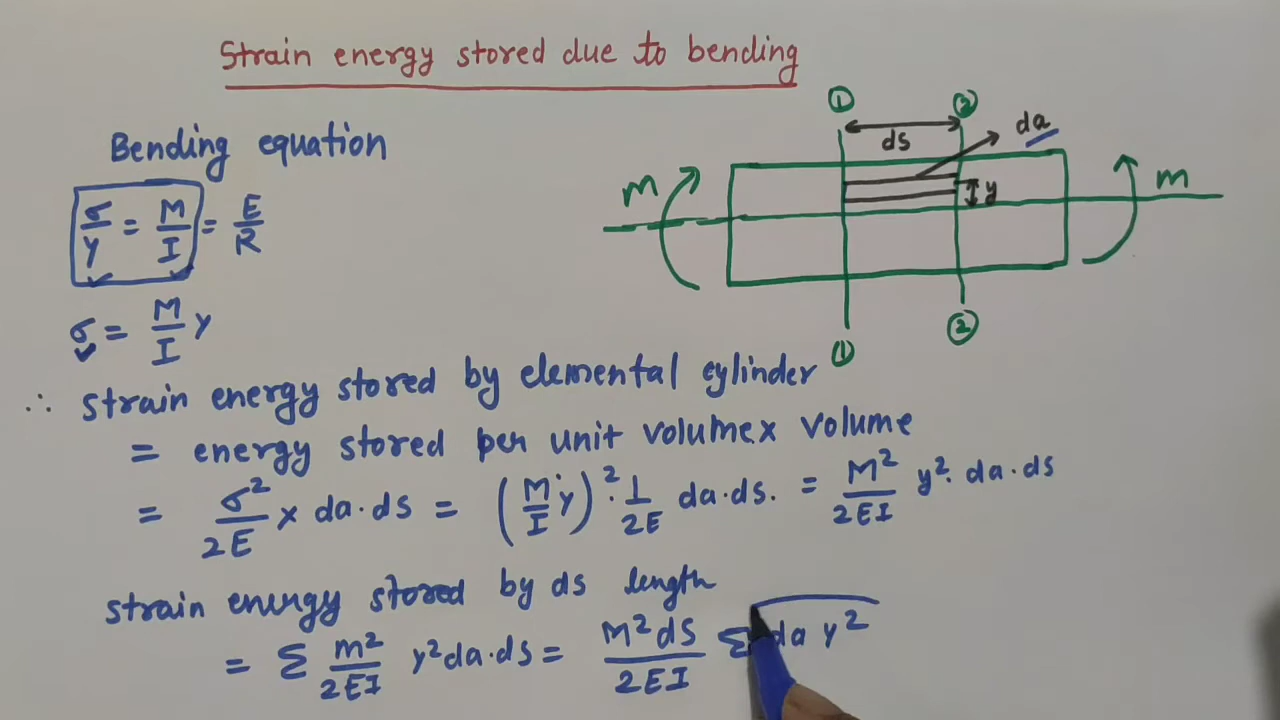 Strain energy stored due to bending
Bending equation
σ/Y = M/I = E/R
σ = M/I Y
① ②
ds
da
y
M
M
① ②
∴ strain energy stored by elemental cylinder
= energy stored per unit volume x volume
= σ²/2E x da·ds = (M/I y)² · 1/2E da·ds. = M²/2EI y². da·ds
strain energy stored by ds length
= Σ m²/2EI y² da·ds = M²ds/2EI Σ da y²